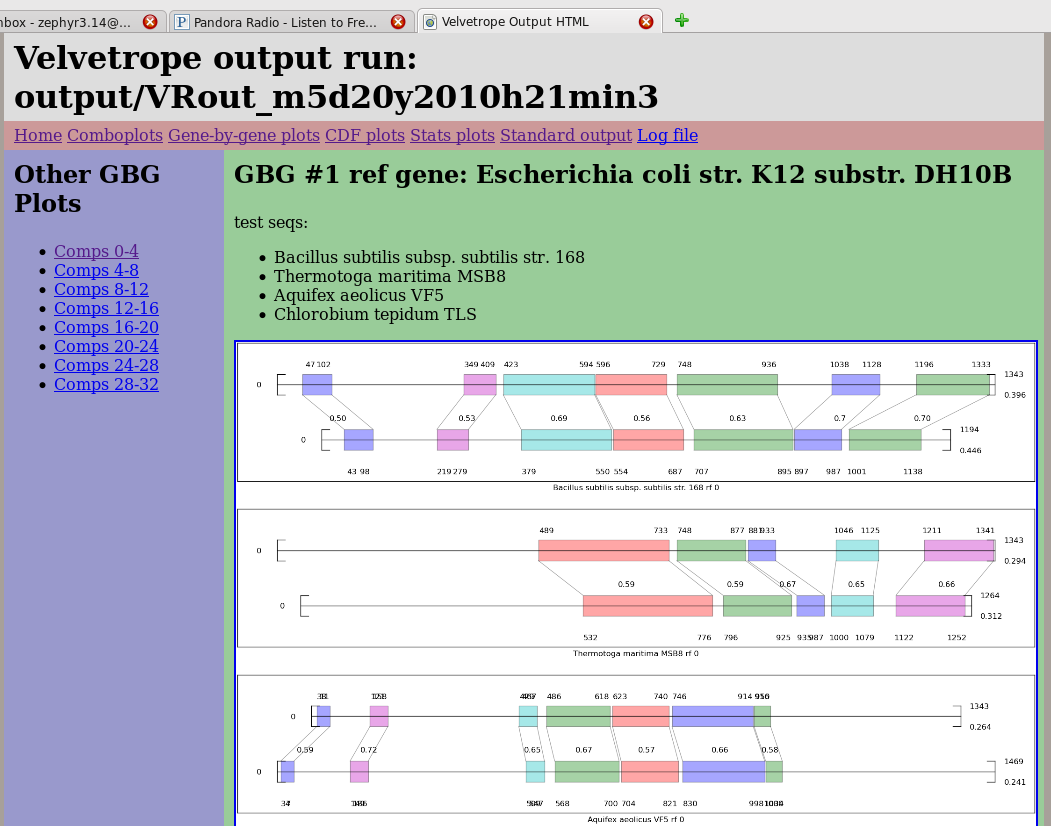 nbox - zephyr3.14@... Pandora Radio - Listen to Fre... Velvetrope Output HTML
Velvetrope output run:
output/VRout_m5d20y2010h21min3
Home Comboplots Gene-by-gene plots CDF plots Stats plots Standard output Log file
Other GBG
Plots
Comps 0-4
Comps 4-8
Comps 8-12
Comps 12-16
Comps 16-20
Comps 20-24
Comps 24-28
Comps 28-32
GBG #1 ref gene: Escherichia coli str. K12 substr. DH10B
test seqs:
Bacillus subtilis subsp. subtilis str. 168
Thermotoga maritima MSB8
Aquifex aeolicus VF5
Chlorobium tepidum TLS
47 102 349 409 423 594 596 729 748 936 1038 1128 1196 1333
0 1343
0.396
0.50 0.53 0.69 0.56 0.63 0.7 0.70
0 1194
0.446
43 98 219 279 379 550 554 687 707 895 897 987 1001 1138
Bacillus subtilis subsp. subtilis str. 168 rf 0
489 733 748 877 881 933 1046 1125 1211 1341
0 1343
0.294
0.59 0.59 0.67 0.65 0.66
0 1264
0.312
532 776 796 925 935 987 1000 1079 1122 1252
Thermotoga maritima MSB8 rf 0
486 618 623 740 746 914
0 1343
0.264
0.59 0.72 0.65 0.67 0.57 0.66 0.58
0 1469
0.241
568 700 704 821 830 998
Aquifex aeolicus VF5 rf 0